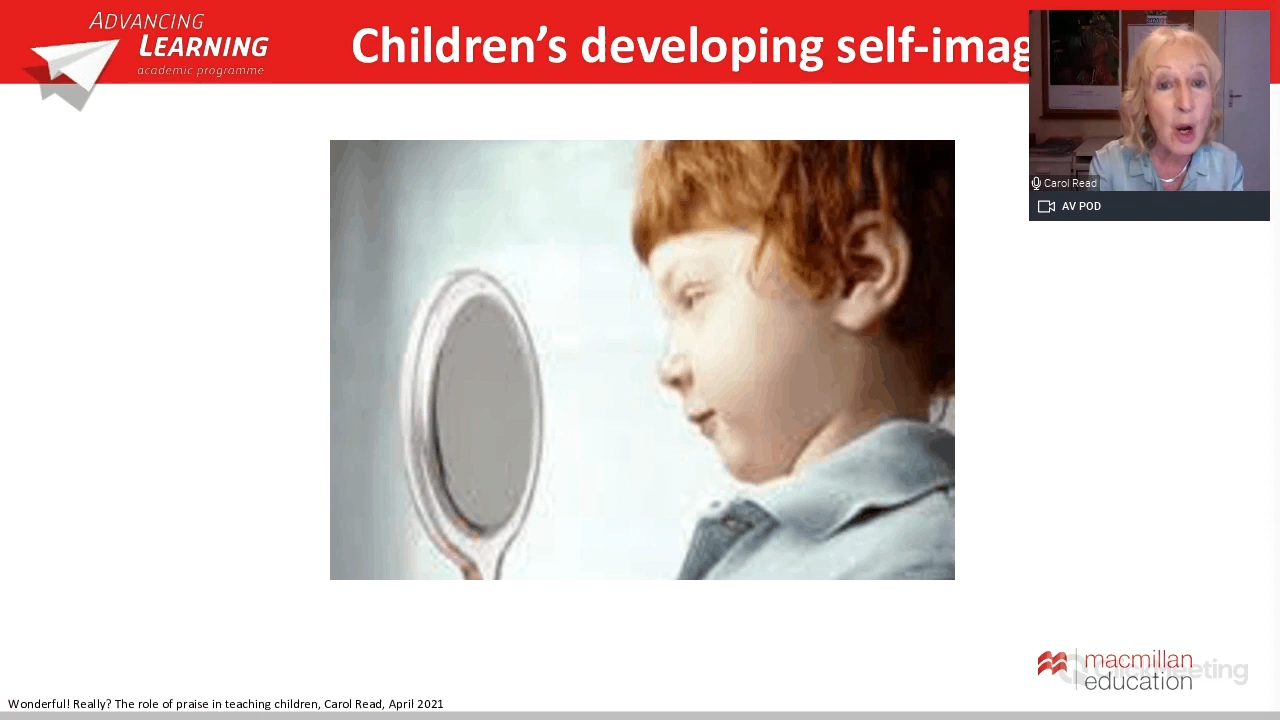 ADVANCING
LEARNING
academic programme
Children's developing self-imag
Carol Read
AV POD
macmillan
education
ClickMeeting
Wonderful! Really? The role of praise in teaching children, Carol Read, April 2021